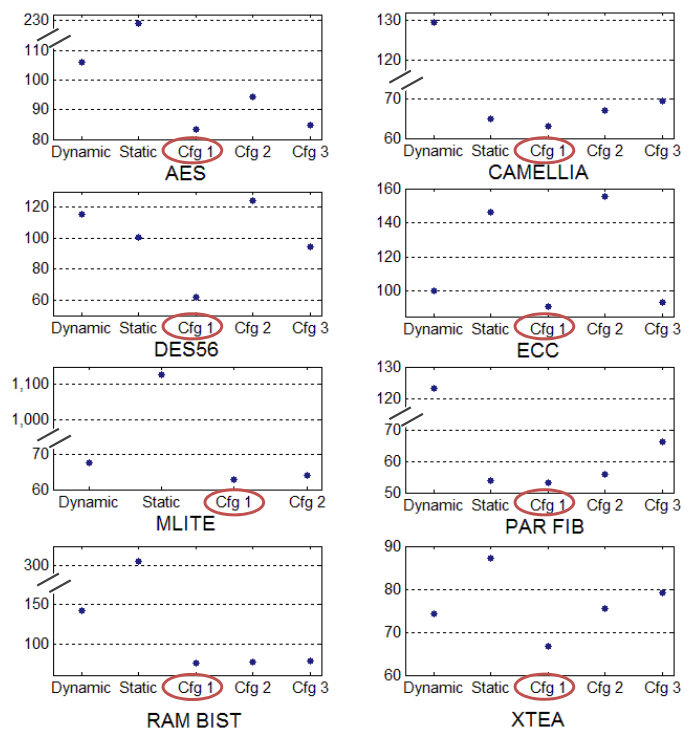 230
110
100
90
80
Dynamic Static Cfg 1 Cfg 2 Cfg 3
AES
130
120
70
60
Dynamic Static Cfg 1 Cfg 2 Cfg 3
CAMELLIA
120
100
80
60
Dynamic Static Cfg 1 Cfg 2 Cfg 3
DES56
160
140
120
100
Dynamic Static Cfg 1 Cfg 2 Cfg 3
ECC
1,100
1,000
70
60
Dynamic Static Cfg 1 Cfg 2
MLITE
130
120
70
60
50
Dynamic Static Cfg 1 Cfg 2 Cfg 3
PAR FIB
300
150
100
Dynamic Static Cfg 1 Cfg 2 Cfg 3
RAM BIST
90
80
70
60
Dynamic Static Cfg 1 Cfg 2 Cfg 3
XTEA